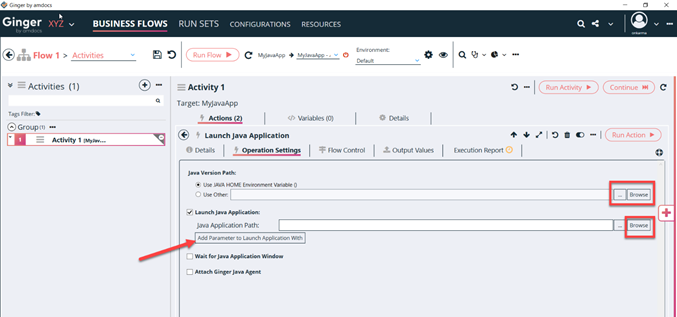 Ginger by amdocs
Ginger
by amdocs
XYZ
BUSINESS FLOWS
RUN SETS
CONFIGURATIONS
RESOURCES
Flow 1 >
Activities
Run Flow
MyJavaApp
MyJavaApp - ...
Environment:
Default
Activities (1)
Tags Filter:
Group(1)
1
Activity 1 (MyJav...
Activity 1
Target: MyJavaApp
Run Activity
Continue
Actions (2)
Variables (0)
Details
Launch Java Application
Run Action
Details
Operation Settings
Flow Control
Output Values
Execution Report
Java Version Path:
Use JAVA HOME Environment Variable ()
Use Other:
...
Browse
Launch Java Application:
Java Application Path:
...
Browse
Add Parameter to Launch Application With
Wait for Java Application Window
Attach Ginger Java Agent